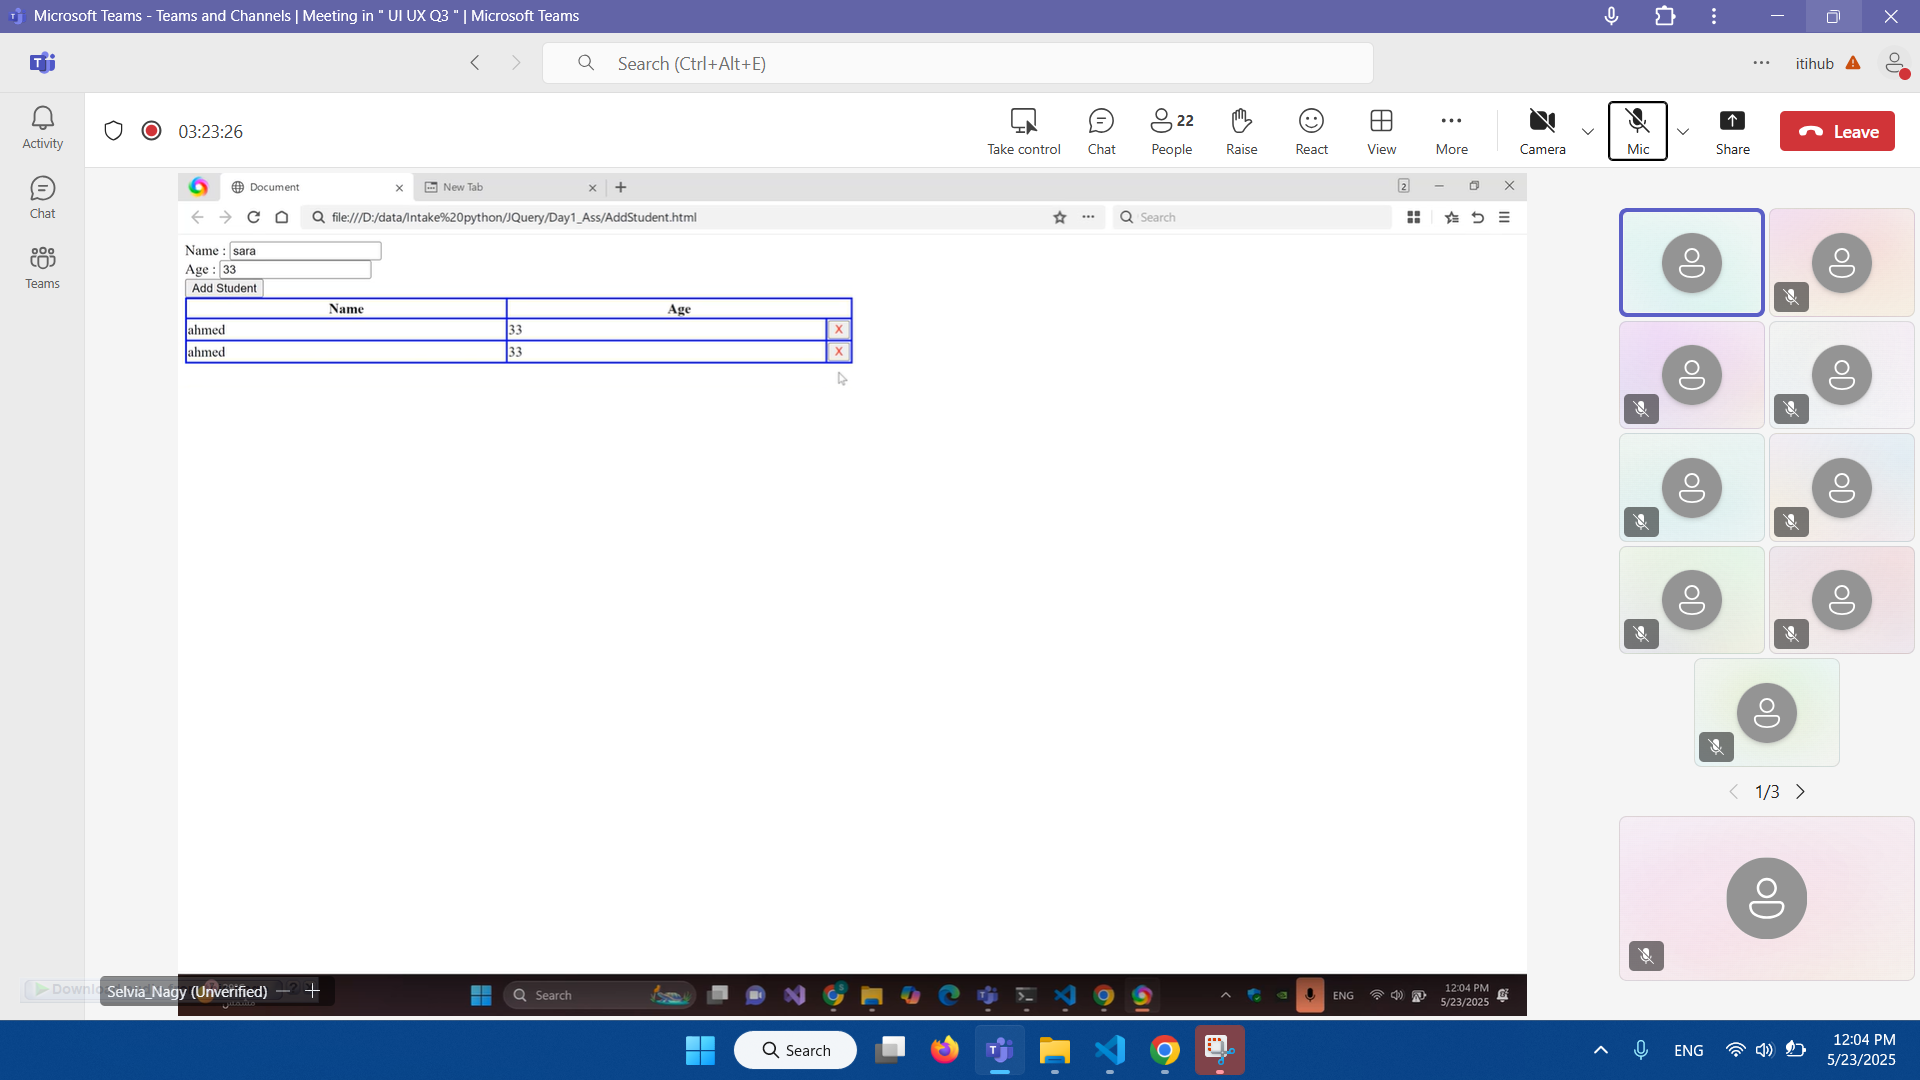 Microsoft Teams - Teams and Channels | Meeting in " UI UX Q3 " | Microsoft Teams
Search (Ctrl+Alt+E)
itihub
Activity
Chat
Teams
03:23:26
Take control
Chat
22
People
Raise
React
View
More
Camera
Mic
Share
Leave
Document
New Tab
2
file:///D:/data/Intake%20python/JQuery/Day1_Ass/AddStudent.html
Search
Name : sara
Age : 33
Add Student
Name Age
ahmed 33 X
ahmed 33 X
1/3
Selvia_Nagy (Unverified)
Search
ENG
12:04 PM
5/23/2025
Search
ENG
12:04 PM
5/23/2025